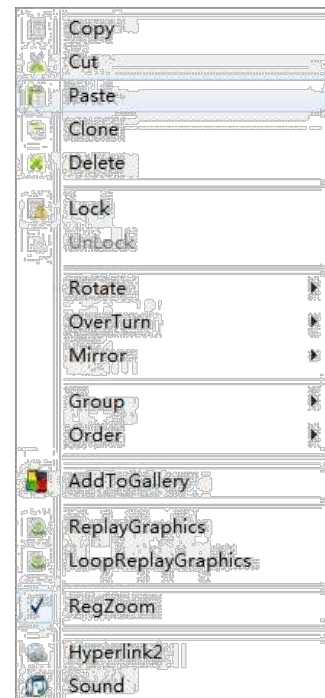 Copy
Cut
Paste
Clone
Delete
Lock
UnLock
Rotate
OverTurn
Mirror
Group
Order
AddToGallery
ReplayGraphics
LoopReplayGraphics
RegZoom
Hyperlink2
Sound